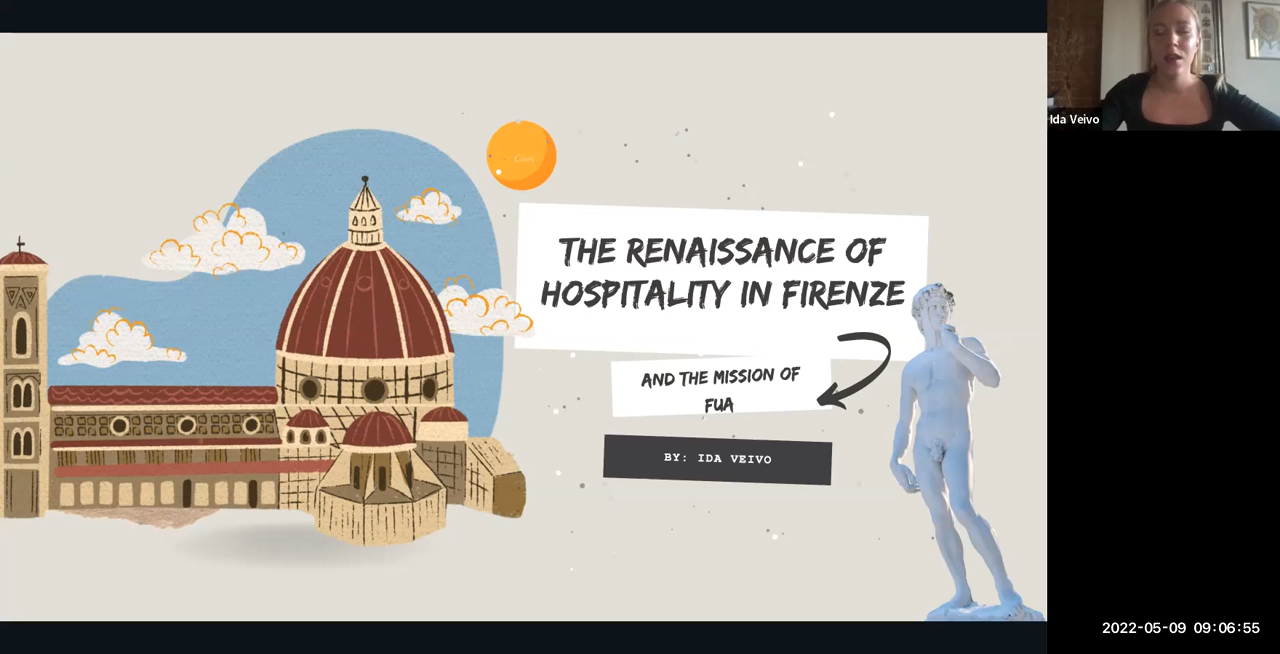 THE RENAISSANCE OF
HOSPITALITY IN FIRENZE
AND THE MISSION OF
FUA
BY: IDA VEIVO
Ida Veivo
2022-05-09 09:06:55